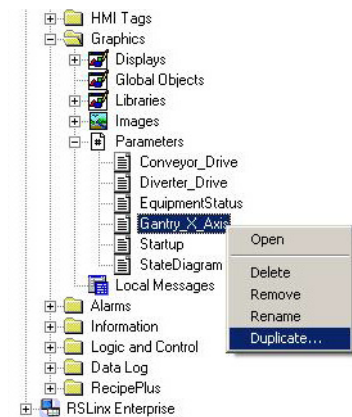 HMI Tags
Graphics
Displays
Global Objects
Libraries
Images
Parameters
Conveyor_Drive
Diverter_Drive
EquipmentStatus
Gantry_X_Axis
Startup
StateDiagram
Local Messages
Alarms
Information
Logic and Control
Data Log
RecipePlus
RSLinx Enterprise
Open
Delete
Remove
Rename
Duplicate...